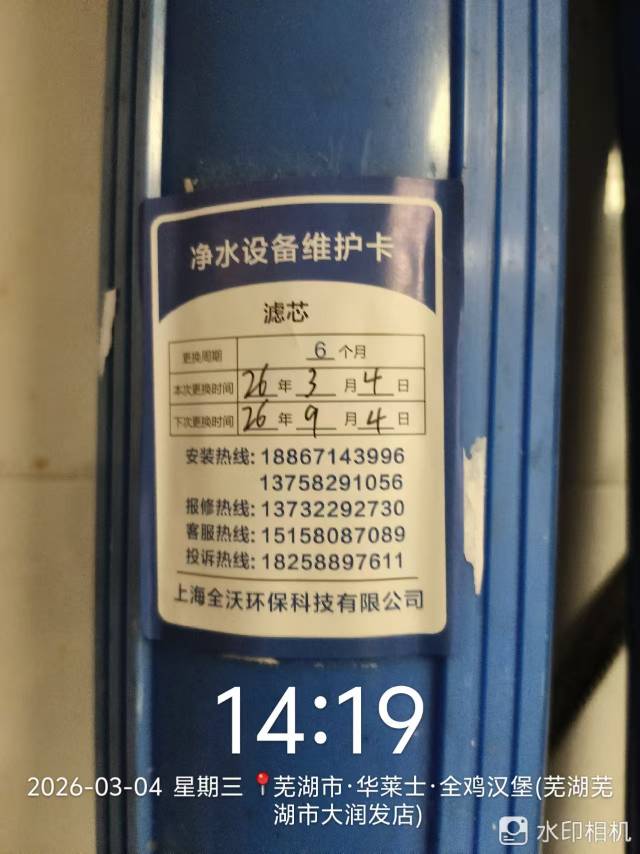 净水设备维护卡
滤芯
更换周期 6 个月
本次更换时间 26 年 3 月 4 日
下次更换时间 26 年 9 月 4 日
安装热线: 18867143996
13758291056
报修热线: 13732292730
客服热线: 15158087089
投诉热线: 18258897611
上海全沃环保科技有限公司
14:19
2026-03-04 星期三 芜湖市·华莱士·全鸡汉堡(芜湖芜
湖市大润发店)
水印相机